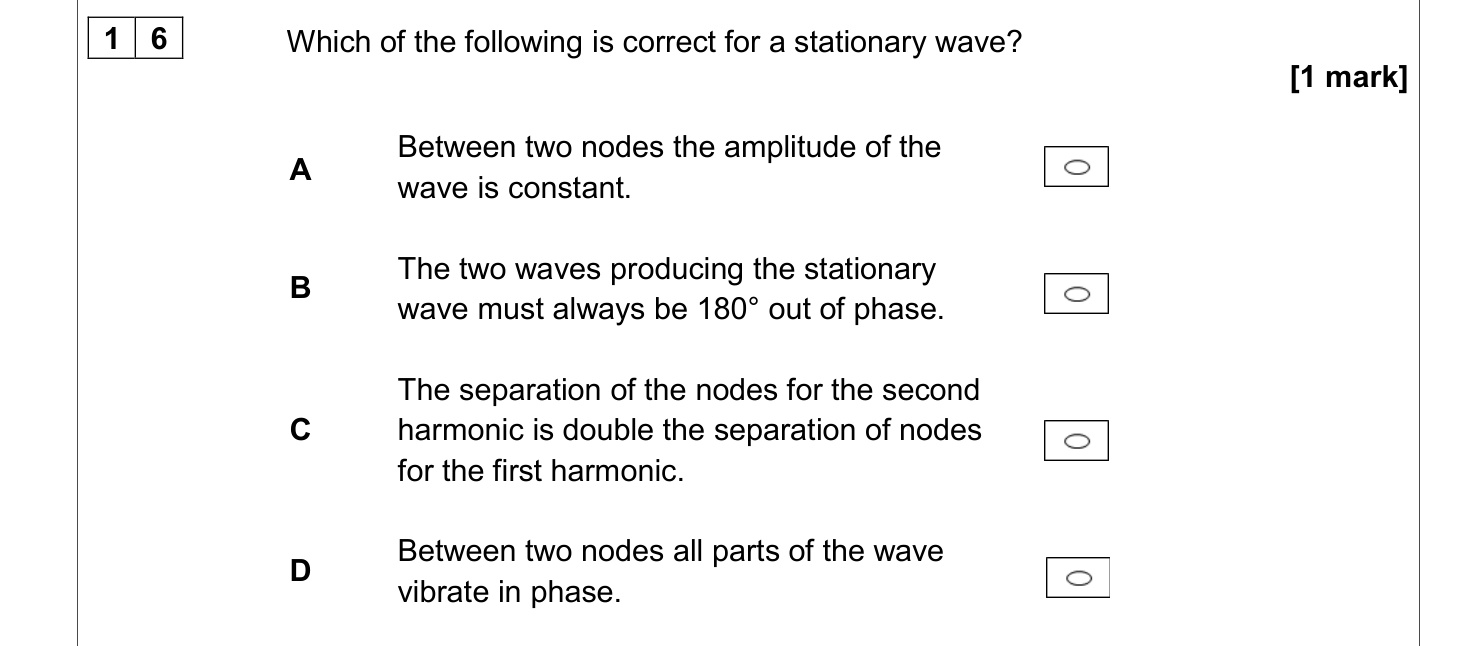 1 6 Which of the following is correct for a stationary wave?
[1 mark]
A
Between two nodes the amplitude of the
wave is constant.
B
The two waves producing the stationary
wave must always be 180° out of phase.
C
The separation of the nodes for the second
harmonic is double the separation of nodes
for the first harmonic.
D
Between two nodes all parts of the wave
vibrate in phase.